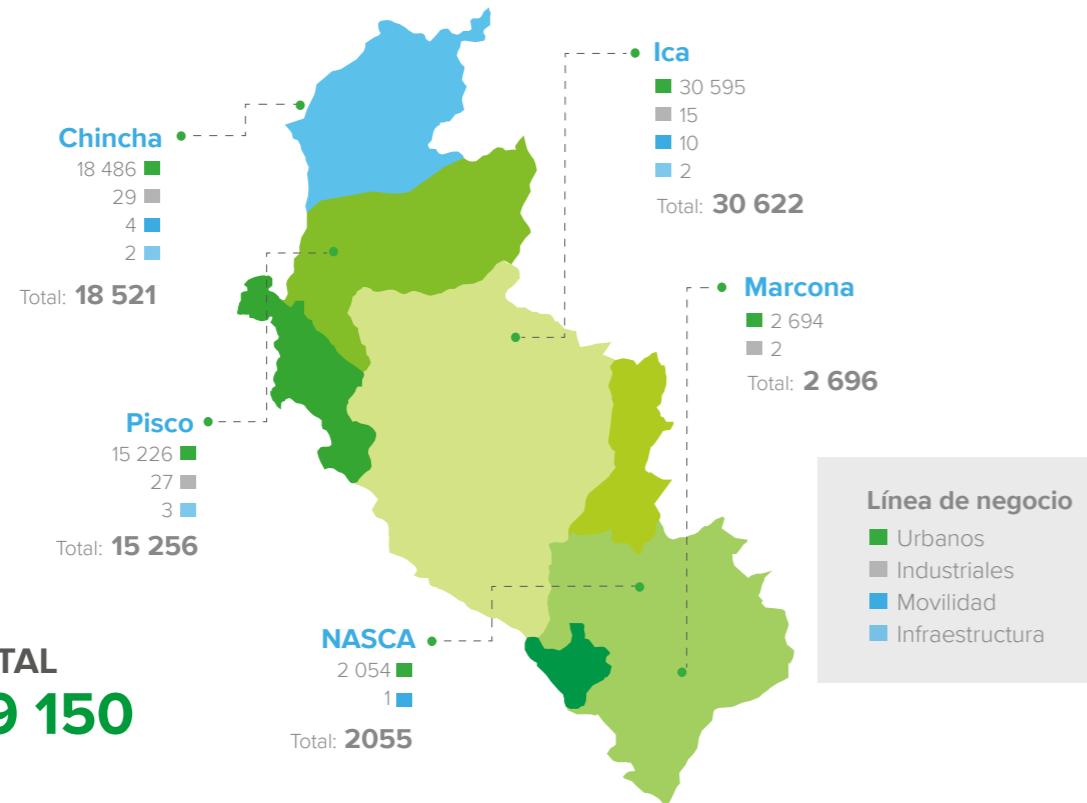 Chincha
18 486
29
4
2
Total: 18 521
Ica
30 595
15
10
2
Total: 30 622
Marcona
2 694
2
Total: 2 696
Pisco
15 226
27
3
Total: 15 256
NASCA
2 054
1
Total: 2055
TAL
9 150
Línea de negocio
Urbanos
Industriales
Movilidad
Infraestructura